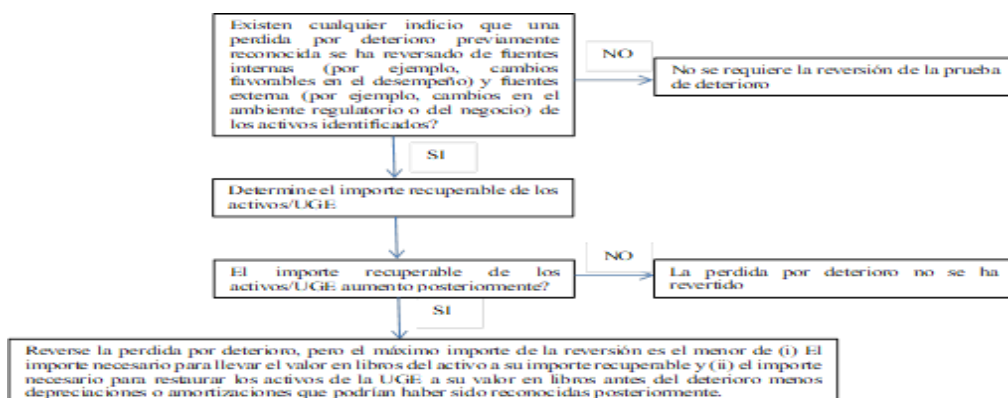 Existen cualquier indicio que una
perdida por deterioro previamente
reconocida se ha reversado de fuentes
internas (por ejemplo, cambios
favorables en el desempeño) y fuentes
externa (por ejemplo, cambios en el
ambiente regulatorio o del negocio) de
los activos identificados?
NO
No se requiere la reversión de la prueba
de deterioro
SI
Determine el importe recuperable de los
activos/UGE
El importe recuperable de los
activos/UGE aumento posteriormente?
NO
La perdida por deterioro no se ha
revertido
SI
Reverse la perdida por deterioro, pero el máximo importe de la reversión es el menor de (i) El
importe necesario para llevar el valor en libros del activo a su importe recuperable y (ii) el importe
necesario para restaurar los activos de la UGE a su valor en libros antes del deterioro menos
depreciaciones o amortizaciones que podrían haber sido reconocidas posteriormente.